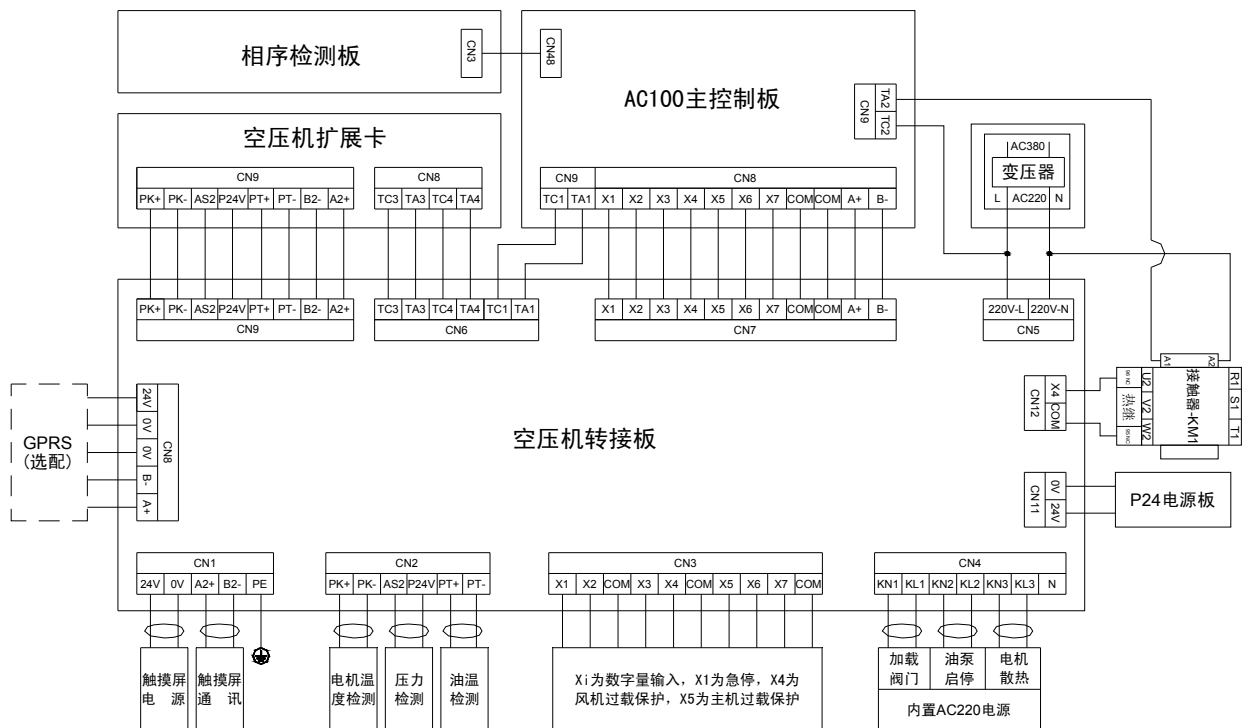 相序检测板
CN3
CN48
AC100主控制板
TA2
TC2
CN9
空压机扩展卡
CN9
PK+ PK- AS2 P24V PT+ PT- B2- A2+
CN8
TC3 TA3 TC4 TA4
CN9
TC1 TA1
CN8
X1 X2 X3 X4 X5 X6 X7 COM COM A+ B-
AC380
变压器
L AC220 N
PK+ PK- AS2 P24V PT+ PT- B2- A2+
CN9
TC3 TA3 TC4 TA4 TC1 TA1
CN6
X1 X2 X3 X4 X5 X6 X7 COM COM A+ B-
CN7
220V-L 220V-N
CN5
GPRS
(选配)
24V
0V
0V
B-
A+
CN8
空压机转接板
X4
COM
CN12
A1 A2
96 NC
热继
95 NC
U2 V2 W2
接触器-KM1
R1 S1 T1
0V
24V
CN11
P24电源板
CN1
24V 0V A2+ B2- PE
CN2
PK+ PK- AS2 P24V PT+ PT-
CN3
X1 X2 COM X3 X4 COM X5 X6 X7 COM
CN4
KN1 KL1 KN2 KL2 KN3 KL3 N
触摸屏
电 源
触摸屏
通 讯
电机温
度检测
压力
检测
油温
检测
Xi为数字量输入，X1为急停，X4为
风机过载保护，X5为主机过载保护
加载
阀门
油泵
启停
电机
散热
内置AC220电源